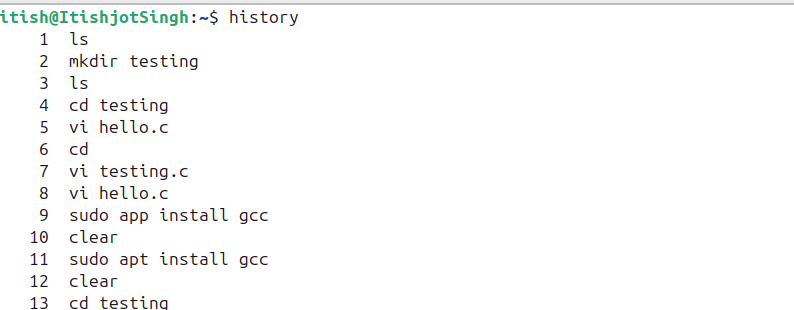 itish@ItishjotSingh:~$ history
1 ls
2 mkdir testing
3 ls
4 cd testing
5 vi hello.c
6 cd
7 vi testing.c
8 vi hello.c
9 sudo app install gcc
10 clear
11 sudo apt install gcc
12 clear
13 cd testing